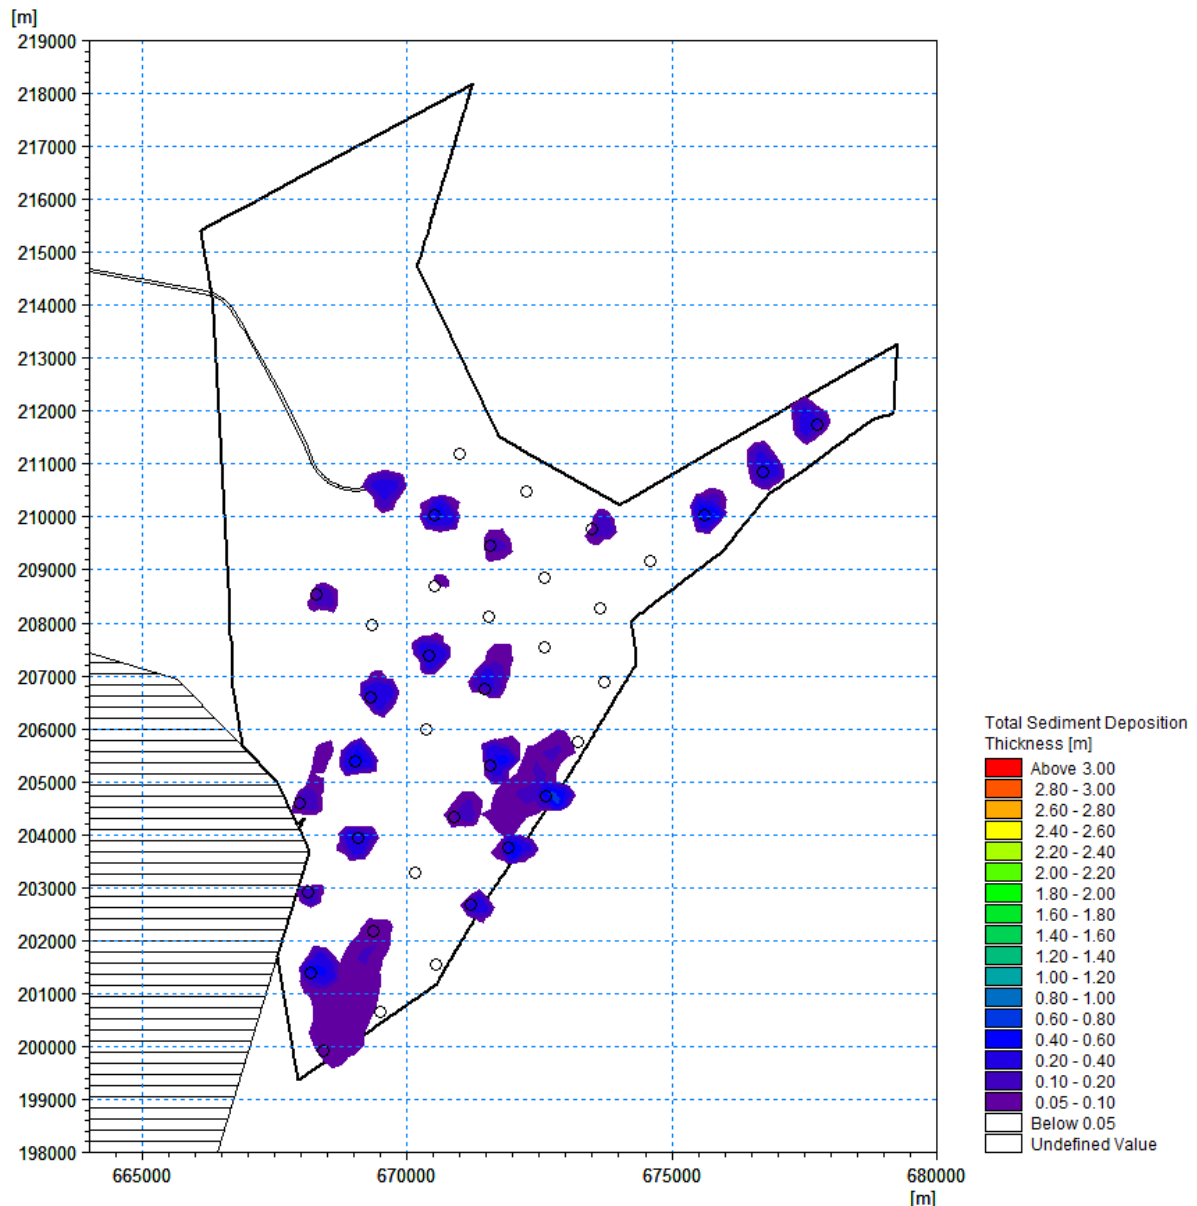 [m]
219000
218000
217000
216000
215000
214000
213000
212000
211000
210000
209000
208000
207000
206000
205000
204000
203000
202000
201000
200000
199000
198000
665000 670000 675000 680000
[m]
Total Sediment Deposition
Thickness [m]
Above 3.00
2.80 - 3.00
2.60 - 2.80
2.40 - 2.60
2.20 - 2.40
2.00 - 2.20
1.80 - 2.00
1.60 - 1.80
1.40 - 1.60
1.20 - 1.40
1.00 - 1.20
0.80 - 1.00
0.60 - 0.80
0.40 - 0.60
0.20 - 0.40
0.10 - 0.20
0.05 - 0.10
Below 0.05
Undefined Value